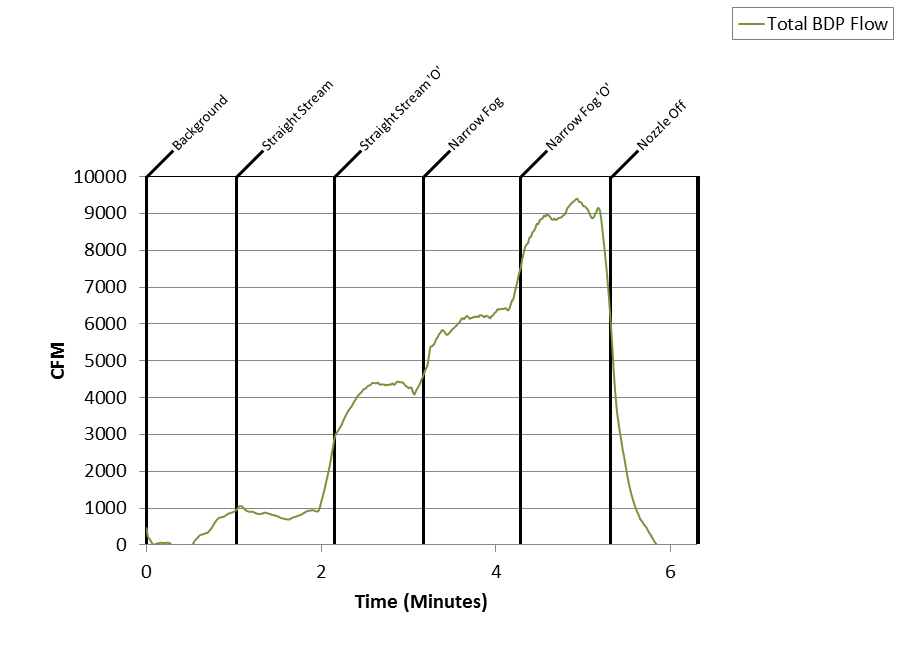 Total BDP Flow
Background
Straight Stream
Straight Stream 'O'
Narrow Fog
Narrow Fog 'O'
Nozzle Off
10000
9000
8000
7000
6000
5000
4000
3000
2000
1000
0
CFM
0 2 4 6
Time (Minutes)